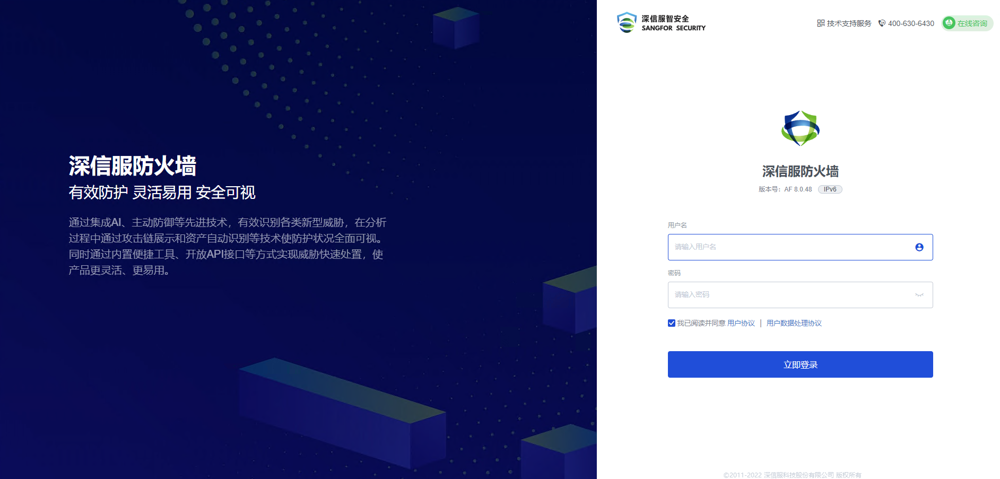 深信服防火墙
有效防护 灵活易用 安全可视
通过集成AI、主动防御等先进技术，有效识别各类新型威胁，在分析
过程中通过攻击链展示和资产自动识别等技术使防护状况全面可视。
同时通过内置便捷工具、开放API接口等方式实现威胁快速处置，使
产品更灵活、更易用。
深信服智安全
SANGFOR SECURITY
技术支持服务 400-630-6430 在线咨询
深信服防火墙
版本号：AF 8.0.48 IPv6
用户名
请输入用户名
密码
请输入密码
我已阅读并同意 用户协议 | 用户数据处理协议
立即登录
©2011-2022 深信服科技股份有限公司 版权所有